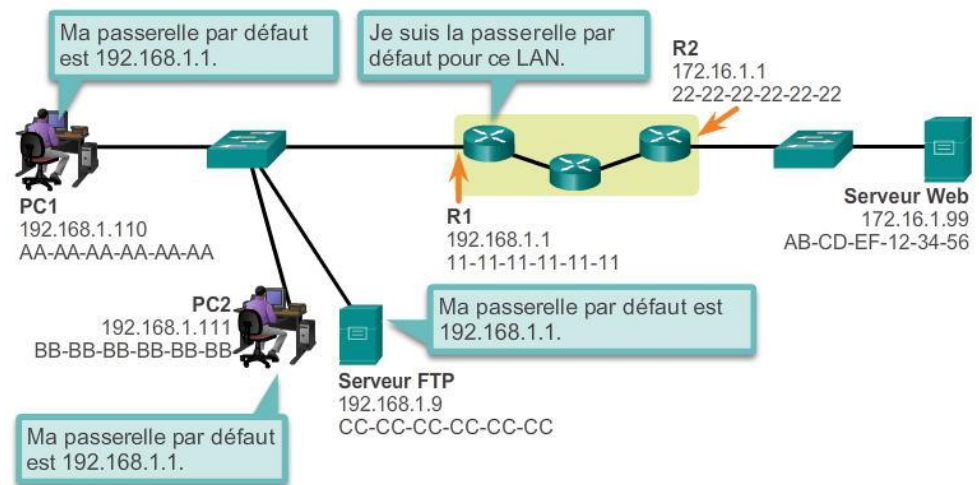 Ma passerelle par défaut
est 192.168.1.1.
Je suis la passerelle par
défaut pour ce LAN.
R2
172.16.1.1
22-22-22-22-22-22
PC1
192.168.1.110
AA-AA-AA-AA-AA-AA
R1
192.168.1.1
11-11-11-11-11-11
Serveur Web
172.16.1.99
AB-CD-EF-12-34-56
PC2
192.168.1.111
BB-BB-BB-BB-BB-BB
Ma passerelle par défaut est
192.168.1.1.
Serveur FTP
192.168.1.9
CC-CC-CC-CC-CC-CC
Ma passerelle par défaut
est 192.168.1.1.